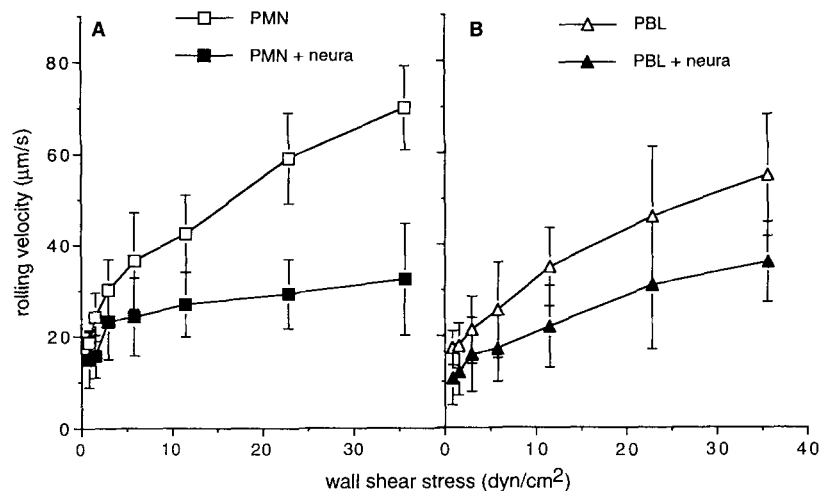 A
PMN
PMN + neura
B
PBL
PBL + neura
rolling velocity (μm/s)
80
60
40
20
0
0 10 20 30 0 10 20 30 40
wall shear stress (dyn/cm2)